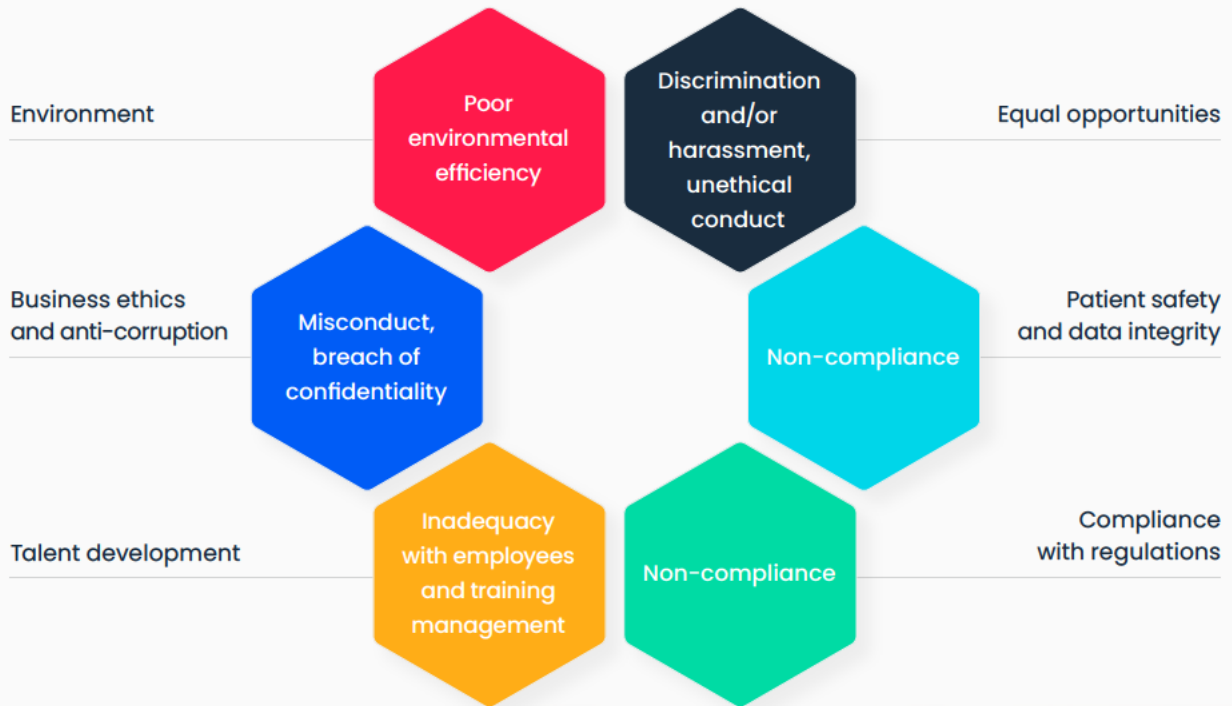 Environment
Poor
environmental
efficiency
Discrimination
and/or
harassment,
unethical
conduct
Equal opportunities
Business ethics
and anti-corruption
Misconduct,
breach of
confidentiality
Non-compliance
Patient safety
and data integrity
Talent development
Inadequacy
with employees
and training
management
Non-compliance
Compliance
with regulations